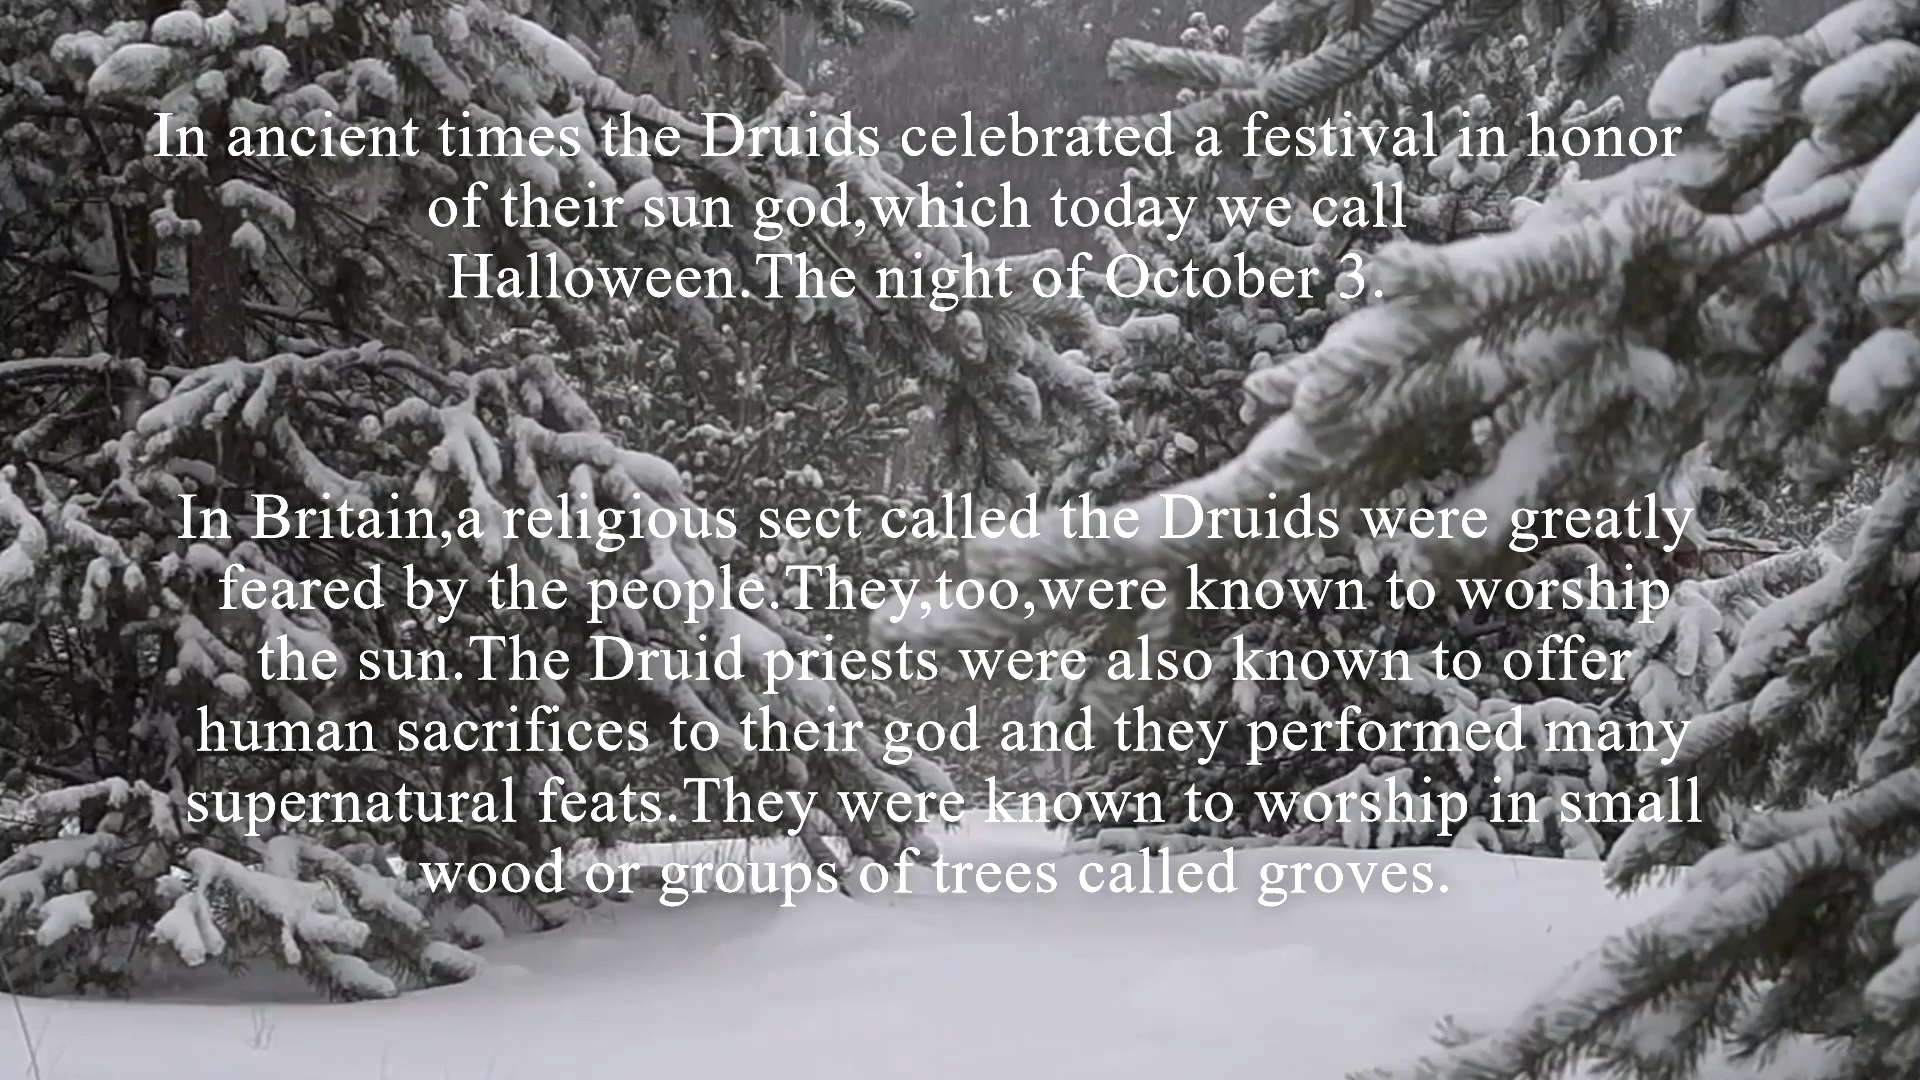 In ancient times the Druids celebrated a festival in honor
of their sun god,which today we call
Halloween.The night of October 3.
In Britain,a religious sect called the Druids were greatly
feared by the people.They,too,were known to worship
the sun.The Druid priests were also known to offer
human sacrifices to their god and they performed many
supernatural feats.They were known to worship in small
wood or groups of trees called groves.